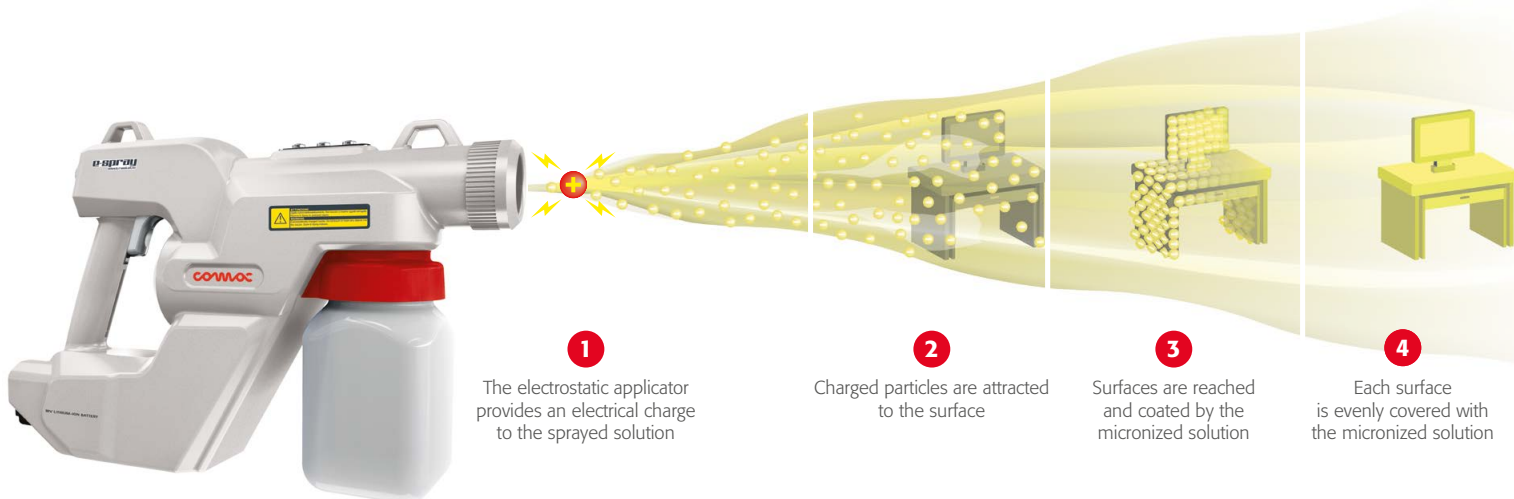 e-spray
COMAC
1
The electrostatic applicator
provides an electrical charge
to the sprayed solution
2
Charged particles are attracted
to the surface
3
Surfaces are reached
and coated by the
micronized solution
4
Each surface
is evenly covered with
the micronized solution